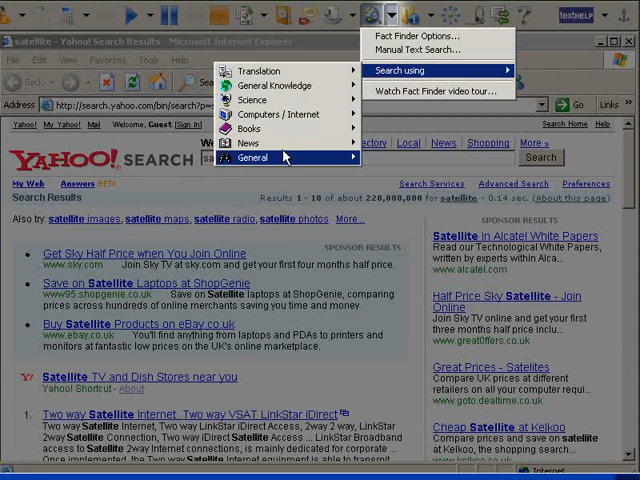 textHELP
satellite - Yahoo! Search Results - Microsoft Internet Explorer
File Edit View Favorites Tools Help
Back
Address http://search.yahoo.com/bin/search?p=
Go Links
Fact Finder Options...
Manual Text Search...
Search using
Watch Fact Finder video tour...
Translation
General Knowledge
Science
Computers / Internet
Books
News
General
Yahoo! My Yahoo! Mail Welcome, Guest [Sign In] Search Home Help
Local News Shopping More »
YAHOO! SEARCH Search
My Web Answers BETA Search Services Advanced Search Preferences
Search Results Results 1 - 10 of about 220,000,000 for satellite - 0.14 sec. (About this page)
Also try: satellite images, satellite maps, satellite radio, satellite photos More...
SPONSOR RESULTS
Get Sky Half Price when You Join Online
www.sky.com Join Sky TV at sky.com and get your first four months half price.
Save on Satellite Laptops at ShopGenie
www95.shopgenie.co.uk Save on Satellite laptops at ShopGenie, comparing
prices across hundreds of online merchants saving you time and money.
Buy Satellite Products on eBay.co.uk
www.ebay.co.uk You'll find anything from laptops and PDAs to printers and
monitors at fantastic low prices on the UK's online marketplace.
Y! Satellite TV and Dish Stores near you
Yahoo! Shortcut - About
1. Two way Satellite Internet. Two way VSAT LinkStar iDirect
Two way Satellite Internet, LinkStar iDirect Access, 2way 2 way, LinkStar
2way Satellite Connection, Two way iDirect Satellite Access ... LinkStar Broadband
access to Satellite Internet connections, is mainly dedicated for corporate ...
SPONSOR RESULTS
Satellite in Alcatel White Papers
Read our Technological White Papers,
written by experts within Alca...
www.alcatel.com
Half Price Sky Satellite - Join
Online
Join Sky online and get your first
three months half price inclu...
www.great0ffers.co.uk
Great Prices - Satelites
Compare UK prices at different
retailers on all your computer requi...
www.goto.dealtime.co.uk
Cheap Satellite at Kelkoo
Compare prices and save on satellite
at Kelkoo, the shopping search...
www.kelkoo.co.uk
Internet